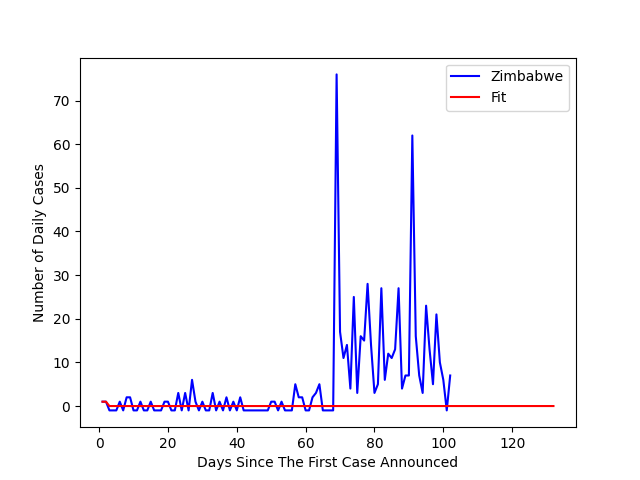 Zimbabwe
Fit
Number of Daily Cases
70
60
50
40
30
20
10
0
0 20 40 60 80 100 120
Days Since The First Case Announced